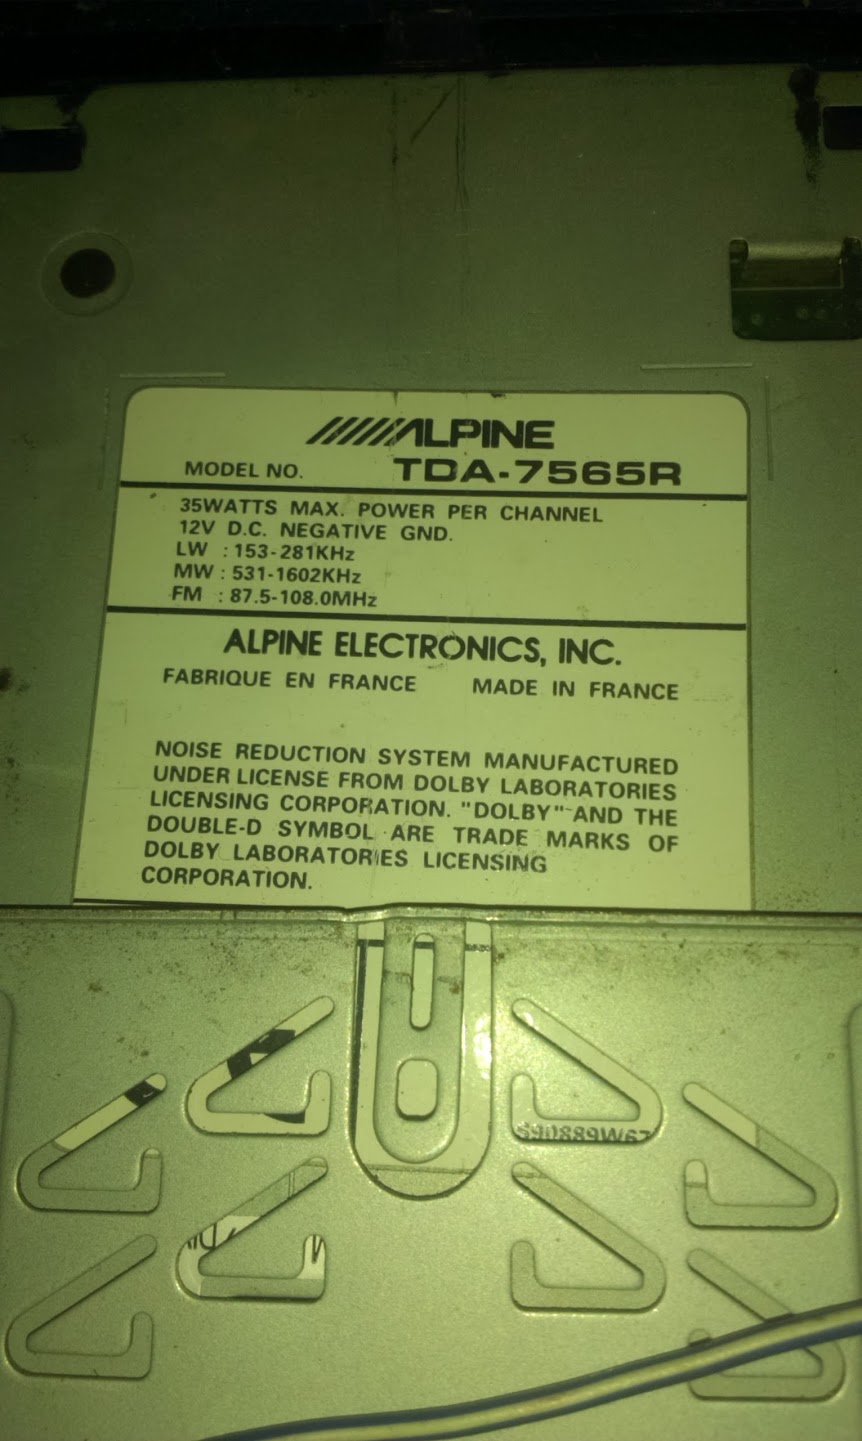 ALPINE
MODEL NO. TDA-7565R
35WATTS MAX. POWER PER CHANNEL
12V D.C. NEGATIVE GND.
LW : 153-281KHz
MW : 531-1602KHz
FM : 87.5-108.0MHz
ALPINE ELECTRONICS, INC.
FABRIQUE EN FRANCE MADE IN FRANCE
NOISE REDUCTION SYSTEM MANUFACTURED
UNDER LICENSE FROM DOLBY LABORATORIES
LICENSING CORPORATION. "DOLBY" AND THE
DOUBLE-D SYMBOL ARE TRADE MARKS OF
DOLBY LABORATORIES LICENSING
CORPORATION.